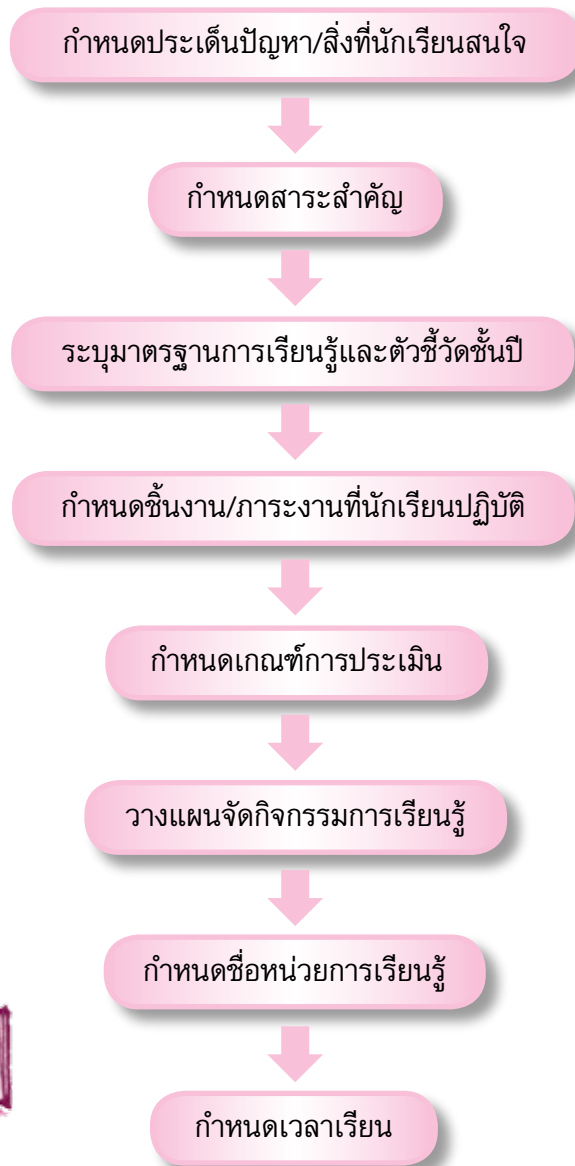 กำหนดประเด็นปัญหา/สิ่งที่นักเรียนสนใจ
กำหนดสาระสำคัญ
ระบุมาตรฐานการเรียนรู้และตัวชี้วัดชั้นปี
กำหนดชิ้นงาน/ภาระงานที่นักเรียนปฏิบัติ
กำหนดเกณฑ์การประเมิน
วางแผนจัดกิจกรรมการเรียนรู้
กำหนดชื่อหน่วยการเรียนรู้
กำหนดเวลาเรียน